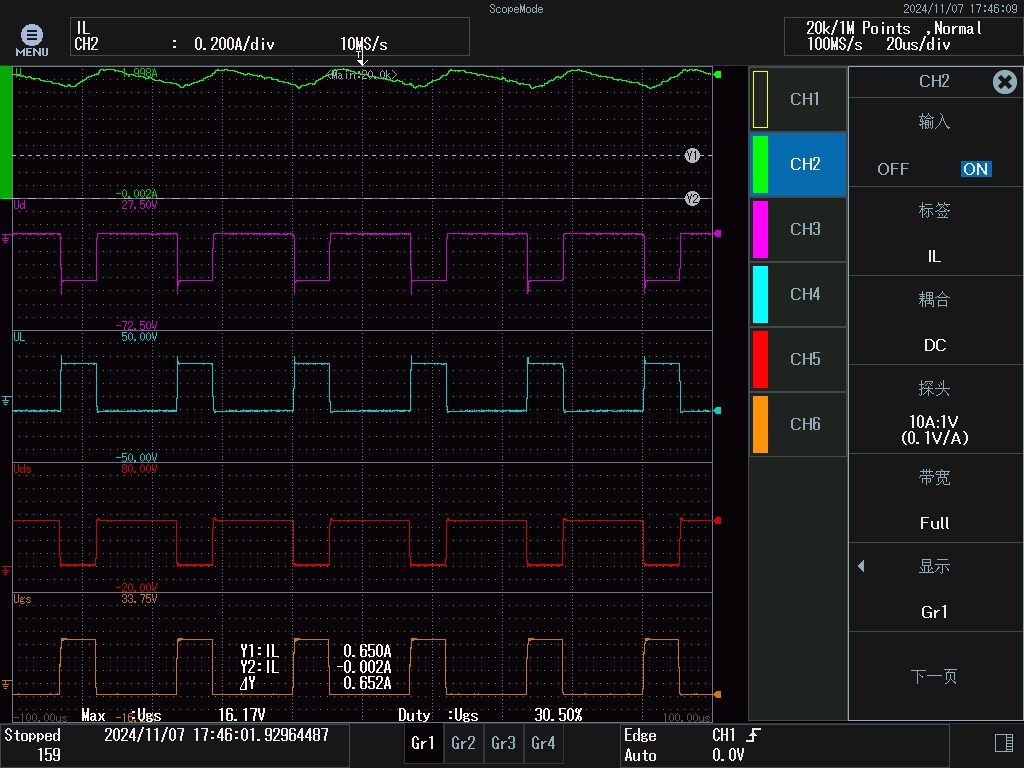 ScopeMode
2024/11/07 17:46:09
MENU
IL
CH2 : 0.200A/div 10MS/s
20k/1M Points ,Normal
100MS/s 20us/div
T
IL
1.998A
<Main:20.0k>
Y1
-0.002A
Y2
Ud
27.50V
-72.50V
UL
50.00V
-50.00V
Uds
80.00V
-20.00V
Ugs
33.75V
Y1:IL 0.650A
Y2:IL -0.002A
ΔY 0.652A
-100.00us
Max :Ugs 16.17V Duty :Ugs 30.50%
100.00us
CH1
CH2
CH3
CH4
CH5
CH6
CH2
输入
OFF ON
标签
IL
耦合
DC
探头
10A:1V
(0.1V/A)
带宽
Full
显示
Gr1
下一页
Stopped
159
2024/11/07 17:46:01.92964487
Gr1 Gr2 Gr3 Gr4
Edge CH1
Auto 0.0V